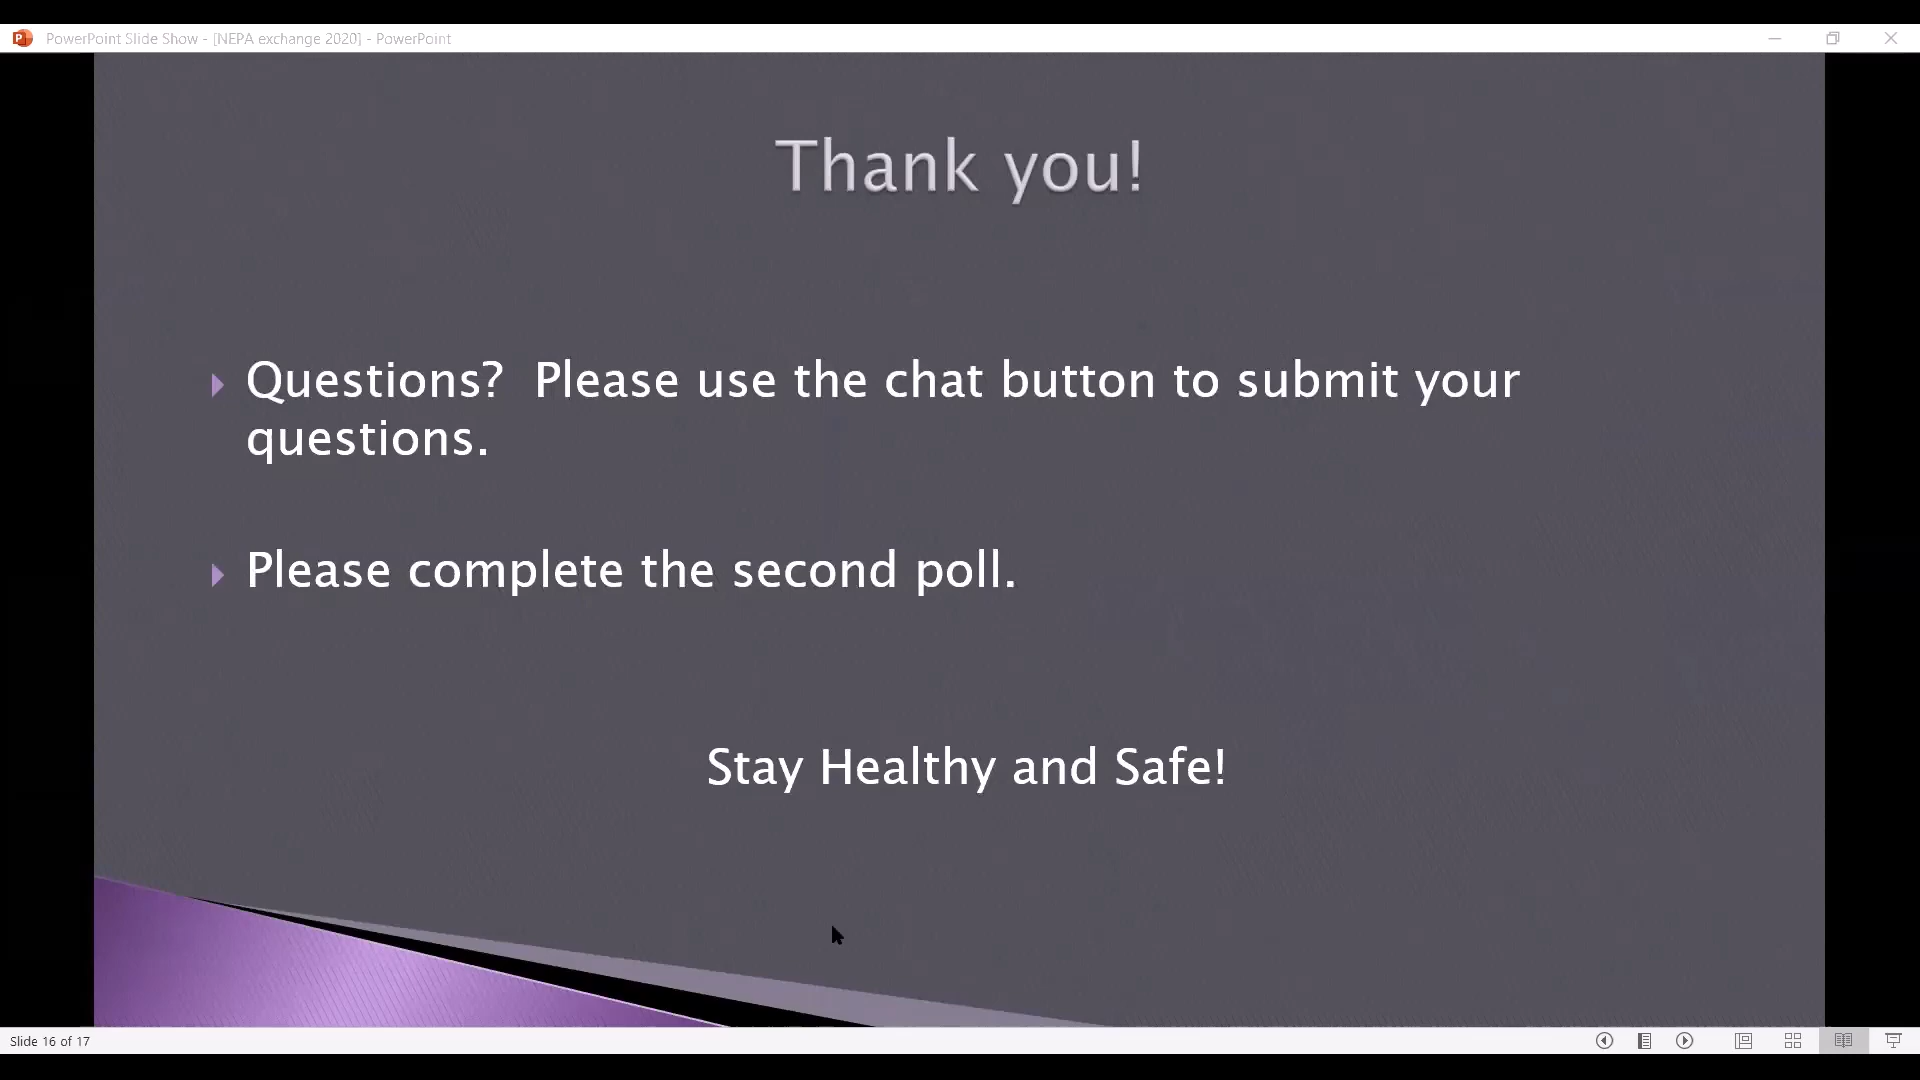 PowerPoint Slide Show - [NEPA exchange 2020] - PowerPoint
Thank you!
Questions?  Please use the chat button to submit your
questions.
Please complete the second poll.
Stay Healthy and Safe!
Slide 16 of 17